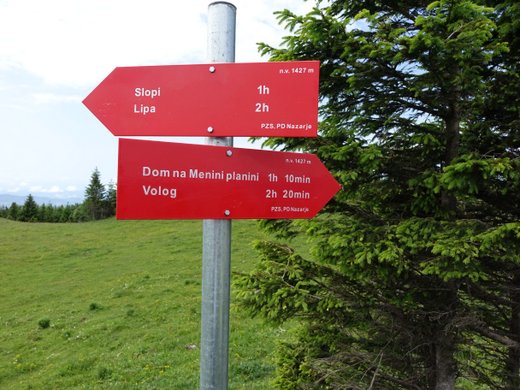 n.v. 1427 m
Slopi 1h
Lipa 2h
PZS, PD Nazarje
n.v. 1427 m
Dom na Menini planini 1h 10min
Volog 2h 20min
PZS, PD Nazarje